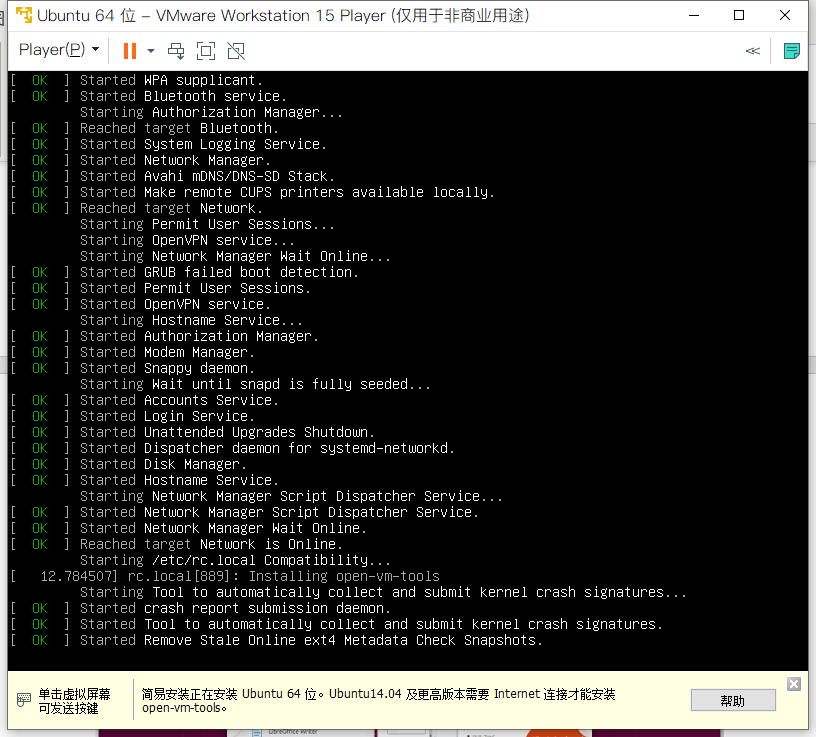 Ubuntu 64 位 - VMware Workstation 15 Player (仅用于非商业用途)
Player(P)
[  OK  ] Started WPA supplicant.
[  OK  ] Started Bluetooth service.
Starting Authorization Manager...
[  OK  ] Reached target Bluetooth.
[  OK  ] Started System Logging Service.
[  OK  ] Started Network Manager.
[  OK  ] Started Avahi mDNS/DNS-SD Stack.
[  OK  ] Started Make remote CUPS printers available locally.
[  OK  ] Reached target Network.
Starting Permit User Sessions...
Starting OpenVPN service...
Starting Network Manager Wait Online...
[  OK  ] Started GRUB failed boot detection.
[  OK  ] Started Permit User Sessions.
[  OK  ] Started OpenVPN service.
Starting Hostname Service...
[  OK  ] Started Authorization Manager.
[  OK  ] Started Modem Manager.
[  OK  ] Started Snappy daemon.
Starting Wait until snapd is fully seeded...
[  OK  ] Started Accounts Service.
[  OK  ] Started Login Service.
[  OK  ] Started Unattended Upgrades Shutdown.
[  OK  ] Started Dispatcher daemon for systemd-networkd.
[  OK  ] Started Disk Manager.
[  OK  ] Started Hostname Service.
Starting Network Manager Script Dispatcher Service...
[  OK  ] Started Network Manager Script Dispatcher Service.
[  OK  ] Started Network Manager Wait Online.
[  OK  ] Reached target Network is Online.
Starting /etc/rc.local Compatibility...
[   12.784507] rc.local[889]: Installing open-vm-tools
Starting Tool to automatically collect and submit kernel crash signatures...
[  OK  ] Started crash report submission daemon.
[  OK  ] Started Tool to automatically collect and submit kernel crash signatures.
[  OK  ] Started Remove Stale Online ext4 Metadata Check Snapshots.
单击虚拟屏幕
可发送按键
简易安装正在安装 Ubuntu 64 位。Ubuntu14.04 及更高版本需要 Internet 连接才能安装
open-vm-tools。
帮助
LibreOffice Writer